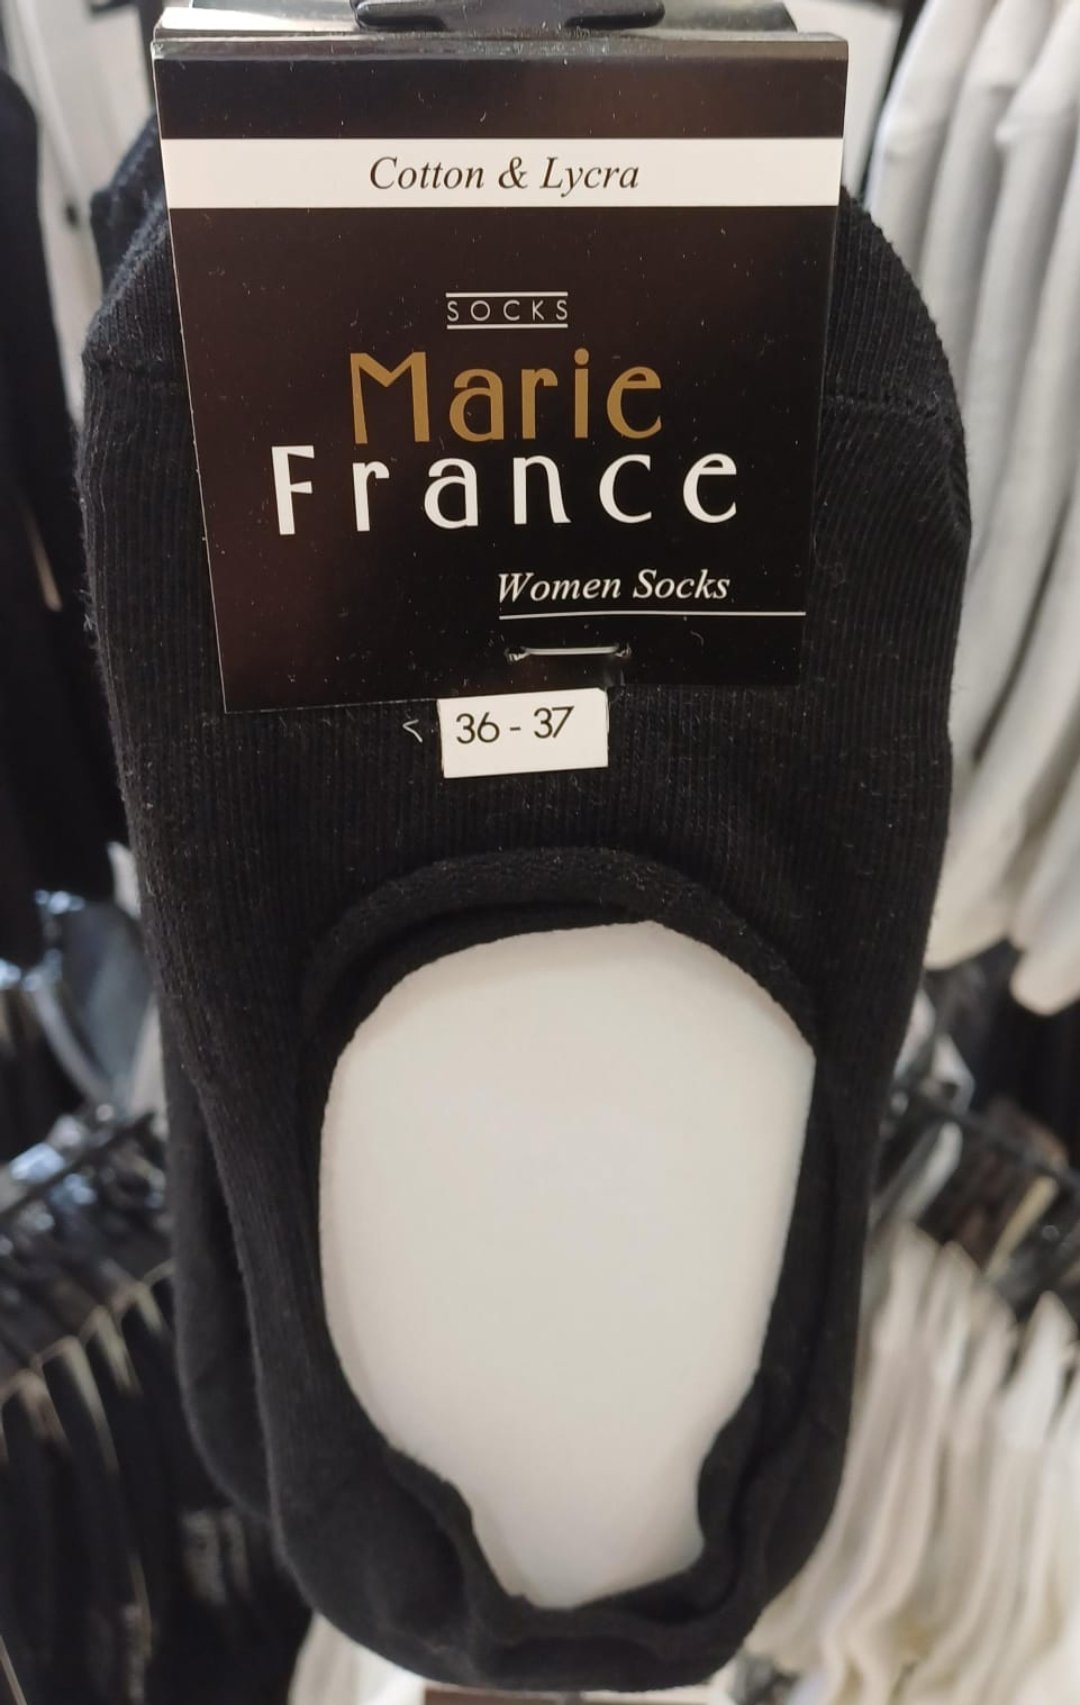 Cotton & Lycra
SOCKS
Marie
France
Women Socks
36 - 37